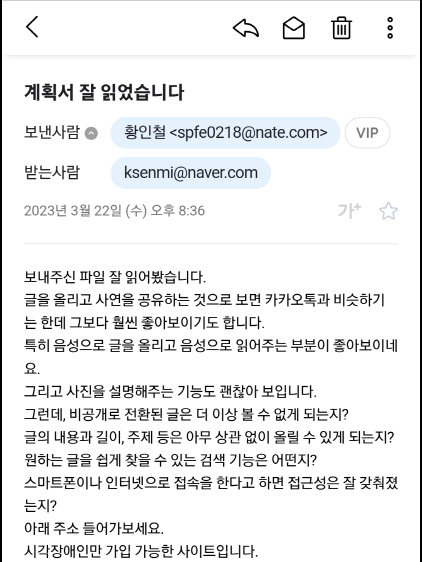 계획서 잘 읽었습니다
보낸사람 황인철 <spfe0218@nate.com> VIP
받는사람 ksenmi@naver.com
2023년 3월 22일 (수) 오후 8:36 가+
보내주신 파일 잘 읽어봤습니다.
글을 올리고 사연을 공유하는 것으로 보면 카카오톡과 비슷하기
는 한데 그보다 훨씬 좋아보이기도 합니다.
특히 음성으로 글을 올리고 음성으로 읽어주는 부분이 좋아보이네
요.
그리고 사진을 설명해주는 기능도 괜찮아 보입니다.
그런데, 비공개로 전환된 글은 더 이상 볼 수 없게 되는지?
글의 내용과 길이, 주제 등은 아무 상관 없이 올릴 수 있게 되는지?
원하는 글을 쉽게 찾을 수 있는 검색 기능은 어떤지?
스마트폰이나 인터넷으로 접속을 한다고 하면 접근성은 잘 갖춰졌
는지?
아래 주소 들어가보세요.
시각장애인만 가입 가능한 사이트입니다.